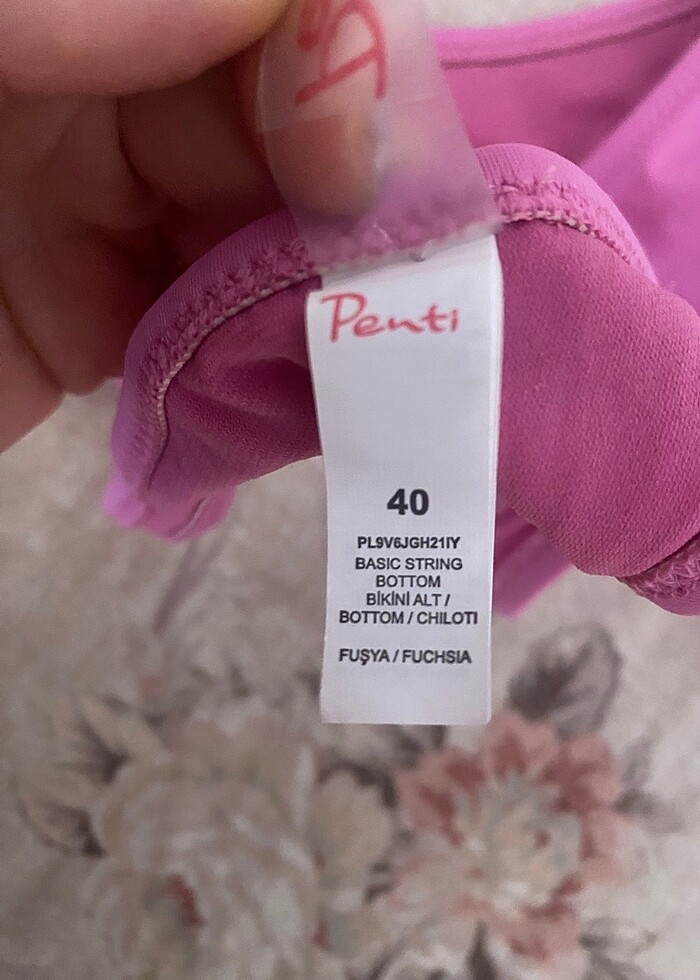 Penti
40
PL9V6JGH21IY
BASIC STRING
BOTTOM
BİKİNİ ALT /
BOTTOM / CHILOTI
FUŞYA / FUCHSIA